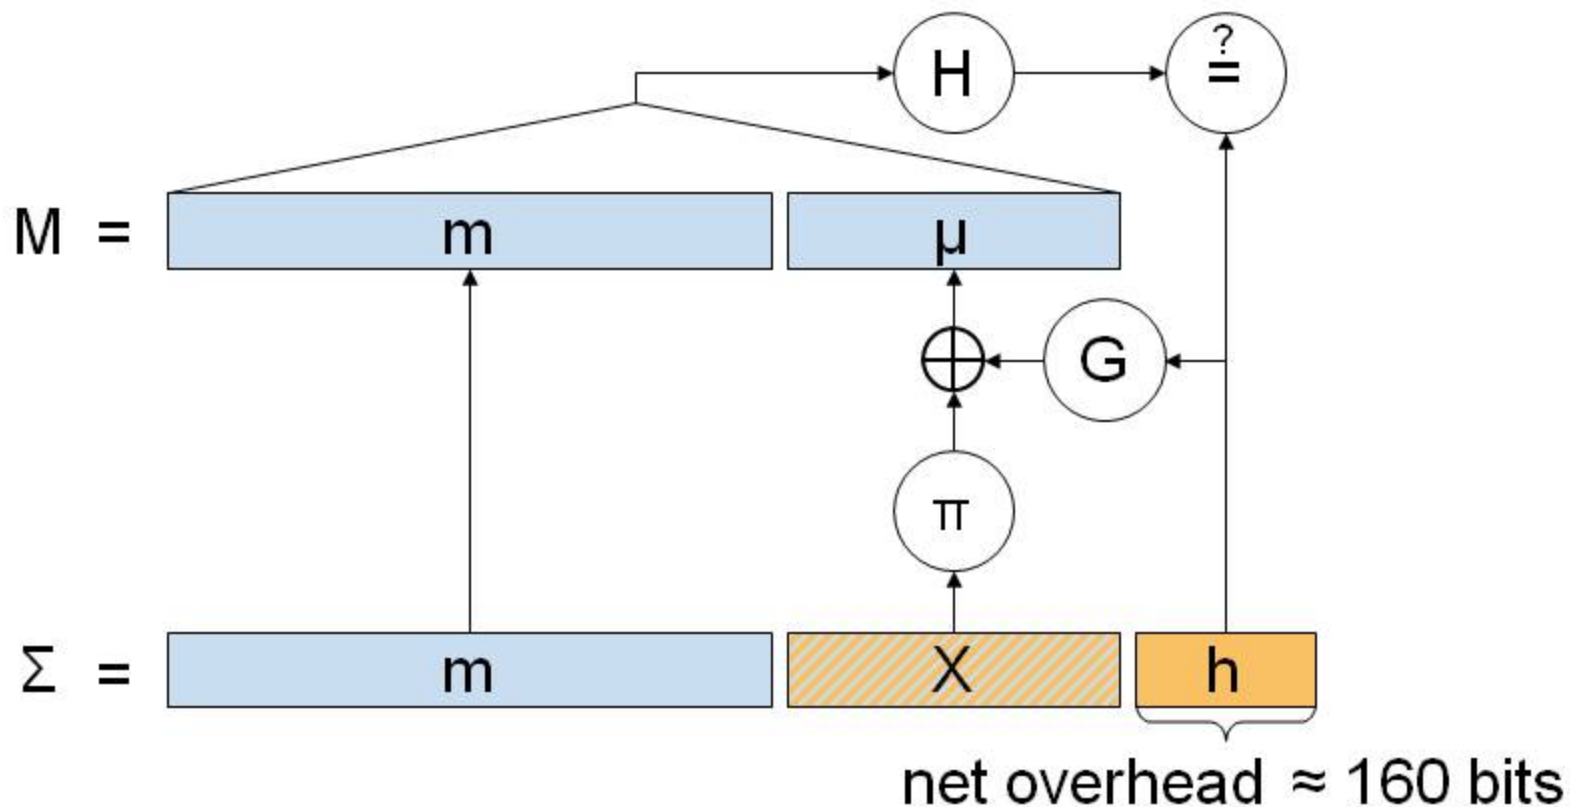 H ≟
M = m μ
G
π
Σ = m X h
net overhead ≈ 160 bits